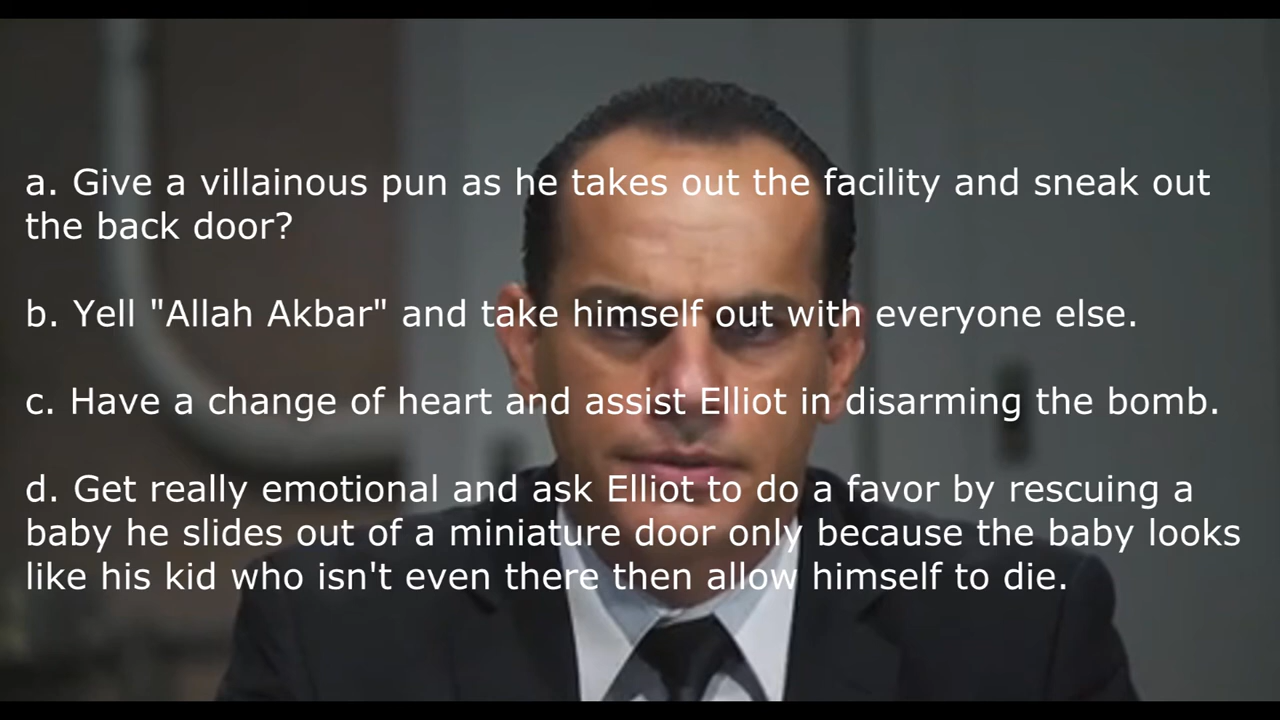 a. Give a villainous pun as he takes out the facility and sneak out
the back door?
b. Yell "Allah Akbar" and take himself out with everyone else.
c. Have a change of heart and assist Elliot in disarming the bomb.
d. Get really emotional and ask Elliot to do a favor by rescuing a
baby he slides out of a miniature door only because the baby looks
like his kid who isn't even there then allow himself to die.